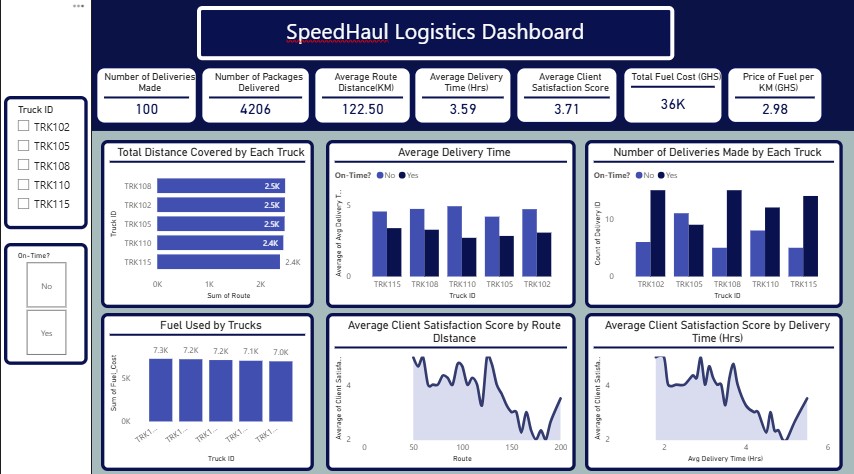 SpeedHaul Logistics Dashboard
Number of Deliveries Made
100
Number of Packages Delivered
4206
Average Route Distance(KM)
122.50
Average Delivery Time (Hrs)
3.59
Average Client Satisfaction Score
3.71
Total Fuel Cost (GHS)
36K
Price of Fuel per KM (GHS)
2.98
Truck ID
TRK102
TRK105
TRK108
TRK110
TRK115
On-Time?
No
Yes
Total Distance Covered by Each Truck
Truck ID
TRK108
2.5K
TRK102
2.5K
TRK105
2.5K
TRK110
2.4K
TRK115
2.4K
0K 1K 2K
Sum of Route
Average Delivery Time
On-Time? No Yes
Average of Avg Delivery T...
5
0
TRK115 TRK108 TRK110 TRK105 TRK102
Truck ID
Number of Deliveries Made by Each Truck
On-Time? No Yes
Count of Delivery ID
10
0
TRK102 TRK105 TRK108 TRK110 TRK115
Truck ID
Fuel Used by Trucks
Sum of Fuel_Cost
7.3K 7.2K 7.2K 7.1K 7.0K
5K
0K
TRK1... TRK1... TRK1... TRK1... TRK1...
Truck ID
Average Client Satisfaction Score by Route
DIstance
Average of Client Satisfa...
4
2
0 50 100 150 200
Route
Average Client Satisfaction Score by Delivery
Time (Hrs)
Average of Client Satisfa...
4
2
2 4 6
Avg Delivery Time (Hrs)